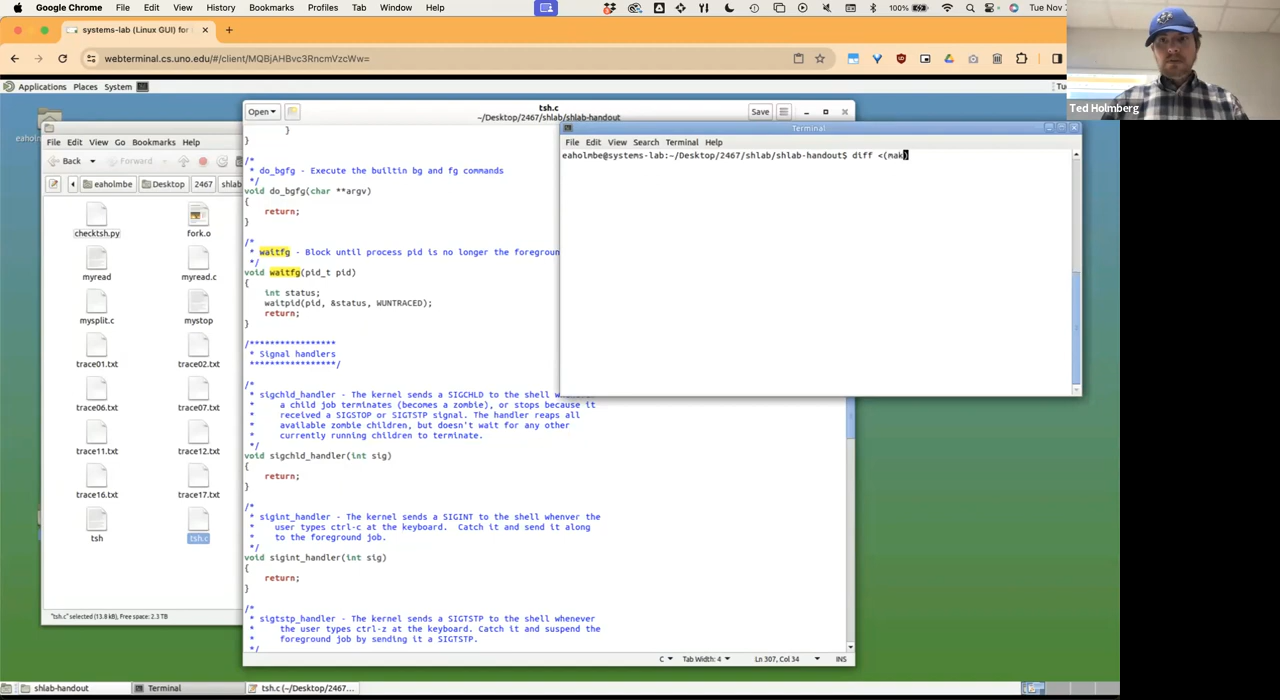 Google Chrome File Edit View History Bookmarks Profiles Tab Window Help 100% Tue Nov
systems-lab (Linux GUI) for
webterminal.cs.uno.edu/#/client/MQBjAHBvc3RncmVzcWw=
Applications Places System Tu
Ted Holmberg
eaho
File Edit View Go Bookmarks Help
Back Forward
eaholmbe Desktop 2467 shlab
checktsh.py fork.o
myread myread.c
mysplit.c mystop
trace01.txt trace02.txt
trace06.txt trace07.txt
trace11.txt trace12.txt
trace16.txt trace17.txt
tsh tsh.c
"tsh.c" selected (13.8 kB), Free space: 2.3 TB
Open tsh.c Save
~/Desktop/2467/shlab/shlab-handout
}
}
/*
* do_bgfg - Execute the builtin bg and fg commands
*/
void do_bgfg(char **argv)
{
return;
}
/*
* waitfg - Block until process pid is no longer the foregroun
*/
void waitfg(pid_t pid)
{
int status;
waitpid(pid, &status, WUNTRACED);
return;
}
/*****************
* Signal handlers
*****************/
/*
* sigchld_handler - The kernel sends a SIGCHLD to the shell w
* a child job terminates (becomes a zombie), or stops because it
* received a SIGSTOP or SIGTSTP signal. The handler reaps all
* available zombie children, but doesn't wait for any other
* currently running children to terminate.
*/
void sigchld_handler(int sig)
{
return;
}
/*
* sigint_handler - The kernel sends a SIGINT to the shell whenver the
* user types ctrl-c at the keyboard. Catch it and send it along
* to the foreground job.
*/
void sigint_handler(int sig)
{
return;
}
/*
* sigtstp_handler - The kernel sends a SIGTSTP to the shell whenever
* the user types ctrl-z at the keyboard. Catch it and suspend the
* foreground job by sending it a SIGTSTP.
*/
C Tab Width: 4 Ln 307, Col 34 INS
Terminal
File Edit View Search Terminal Help
eaholmbe@systems-lab:~/Desktop/2467/shlab/shlab-handout$ diff <(mak)
shlab-handout Terminal tsh.c (~/Desktop/2467/shlab...